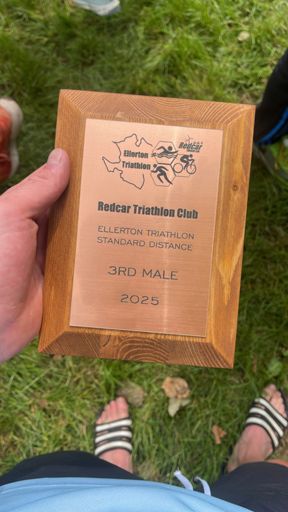 Ellerton
Triathlon
Redcar
Redcar Triathlon Club
ELLERTON TRIATHLON
STANDARD DISTANCE
3RD MALE
2025